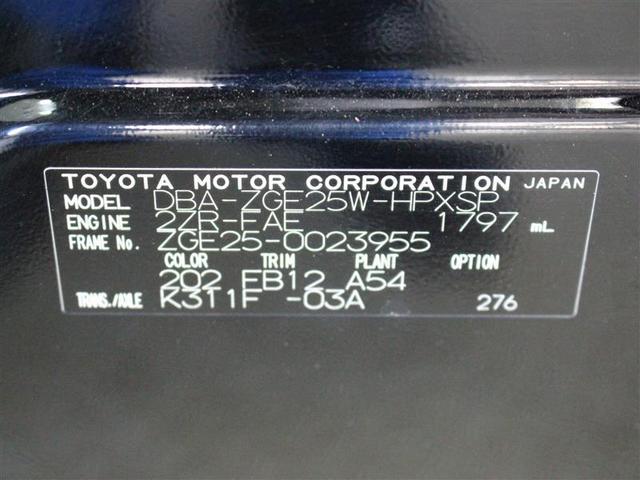 TOYOTA MOTOR CORPORATION JAPAN
MODEL DBA-ZGE25W-HPXSP
ENGINE 2ZR-FAE 1797 mL
FRAME No. ZGE25-0023955
COLOR TRIM PLANT OPTION
202 FB12 A54
TRANS./AXLE K311F -03A 276